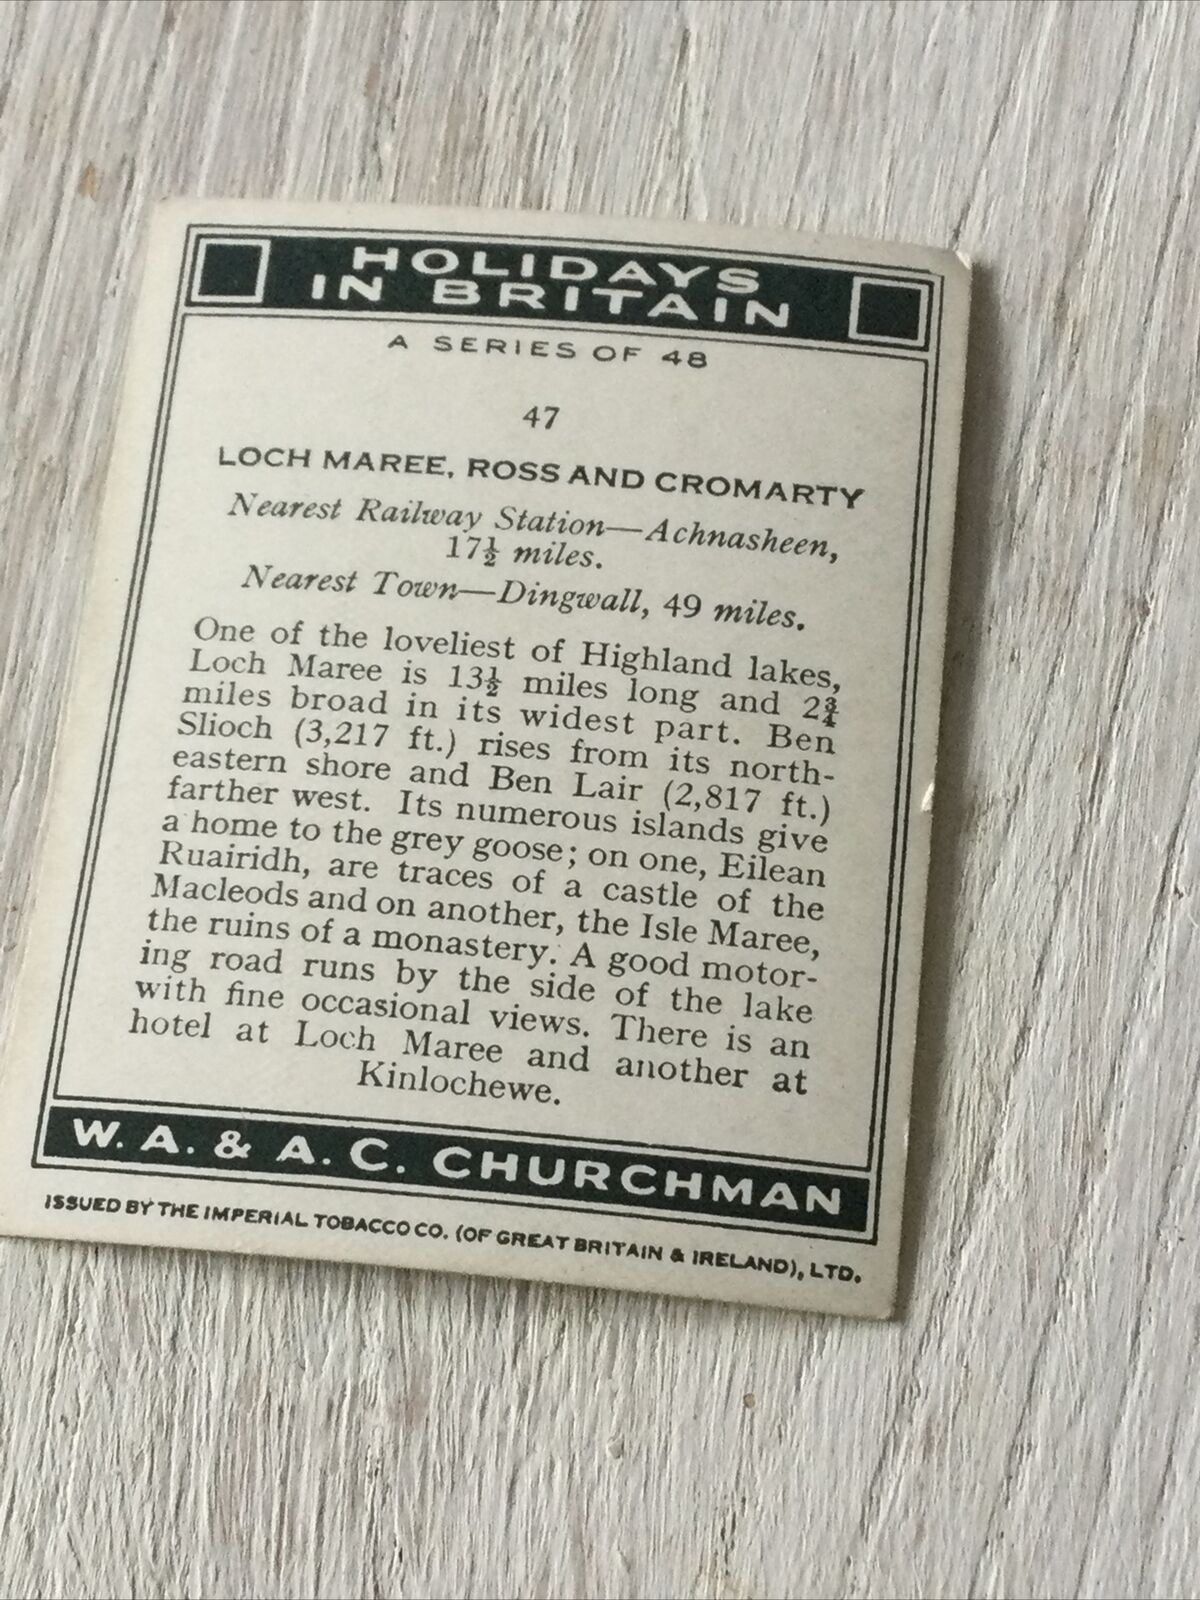 HOLIDAYS
IN BRITAIN
A SERIES OF 48
47
LOCH MAREE, ROSS AND CROMARTY
Nearest Railway Station—Achnasheen,
17½ miles.
Nearest Town—Dingwall, 49 miles.
One of the loveliest of Highland lakes,
Loch Maree is 13½ miles long and 2¾
miles broad in its widest part. Ben
Slioch (3,217 ft.) rises from its north-
eastern shore and Ben Lair (2,817 ft.)
farther west. Its numerous islands give
a home to the grey goose; on one, Eilean
Ruairidh, are traces of a castle of the
Macleods and on another, the Isle Maree,
the ruins of a monastery. A good motor-
ing road runs by the side of the lake
with fine occasional views. There is an
hotel at Loch Maree and another at
Kinlochewe.
W. A. & A. C. CHURCHMAN
ISSUED BY THE IMPERIAL TOBACCO CO. (OF GREAT BRITAIN & IRELAND), LTD.